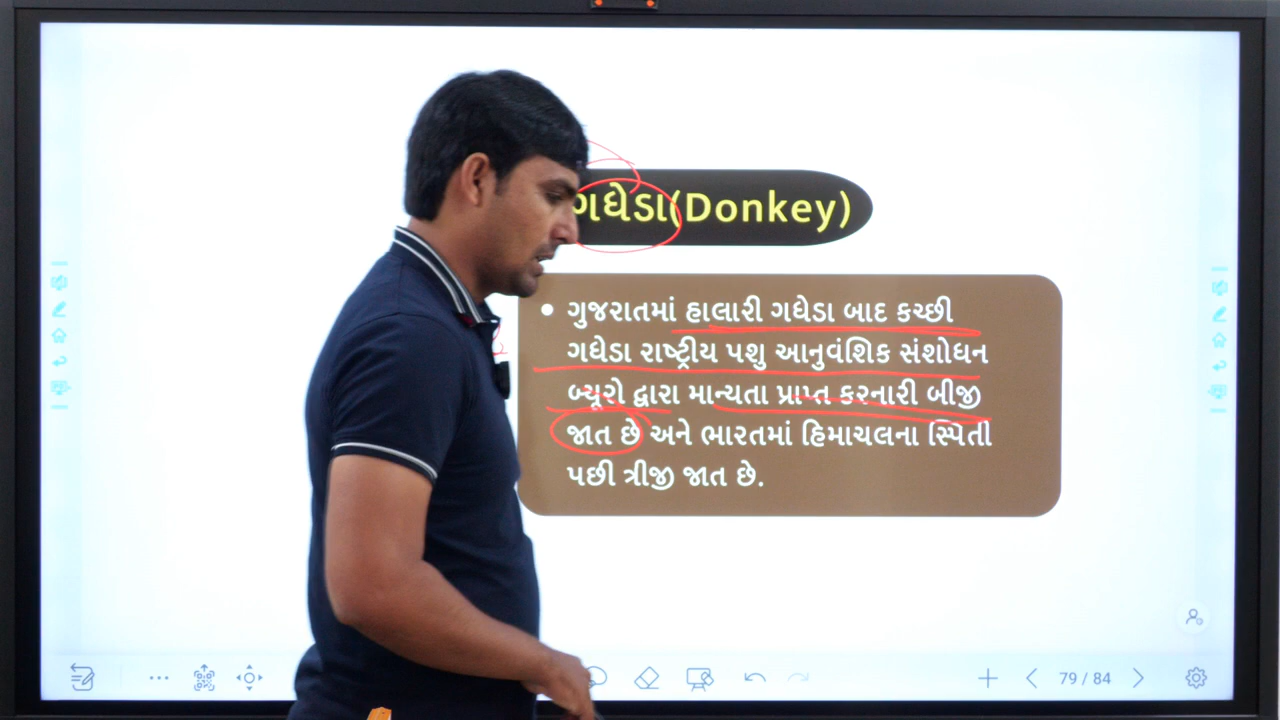 ગધેડા(Donkey)
• ગુજરાતમાં હાલારી ગધેડા બાદ કચ્છી
ગધેડા રાષ્ટ્રીય પશુ આનુવંશિક સંશોધન
બ્યૂરો દ્વારા માન્યતા પ્રાપ્ત કરનારી બીજી
જાત છે અને ભારતમાં હિમાચલના સ્પિતી
પછી ત્રીજી જાત છે.
79 / 84